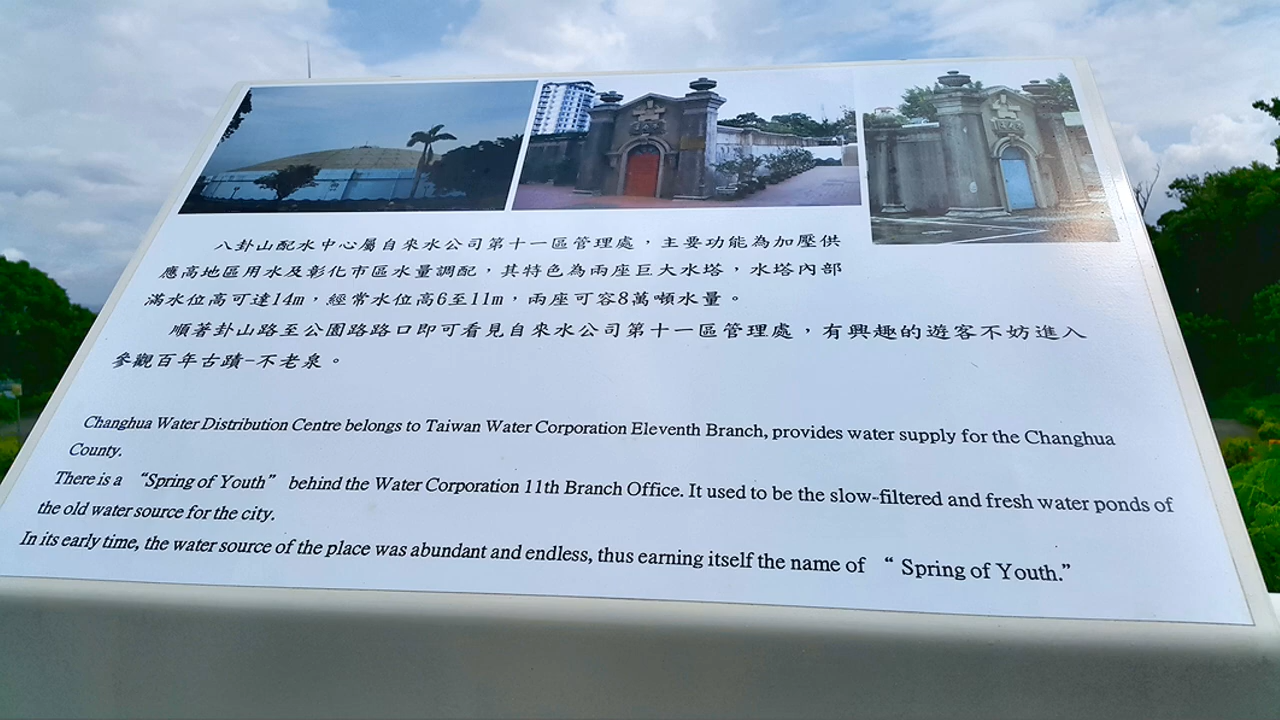 八卦山配水中心屬自來水公司第十一區管理處，主要功能為加壓供
應高地區用水及彰化市區水量調配，其特色為兩座巨大水塔，水塔內部
滿水位高可達14m，經常水位高6至11m，兩座可容8萬噸水量。
順著卦山路至公園路路口即可看見自來水公司第十一區管理處，有興趣的遊客不妨進入
參觀百年古蹟-不老泉。
Changhua Water Distribution Centre belongs to Taiwan Water Corporation Eleventh Branch, provides water supply for the Changhua
County.
There is a “Spring of Youth” behind the Water Corporation 11th Branch Office. It used to be the slow-filtered and fresh water ponds of
the old water source for the city.
In its early time, the water source of the place was abundant and endless, thus earning itself the name of “ Spring of Youth.”